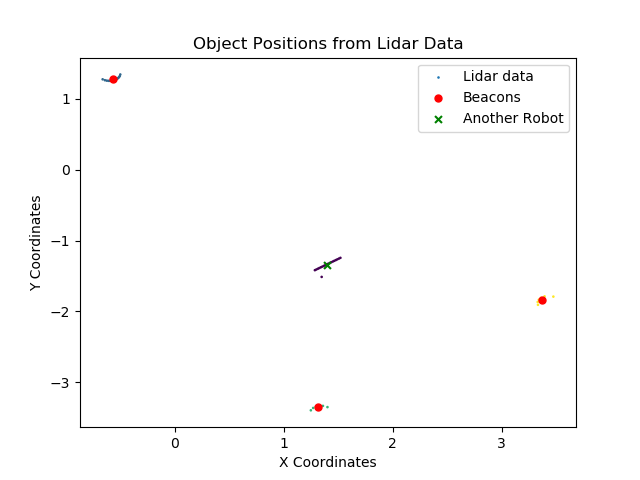 Object Positions from Lidar Data
Lidar data
Beacons
Another Robot
1
0
−1
−2
−3
Y Coordinates
0
1
2
3
X Coordinates